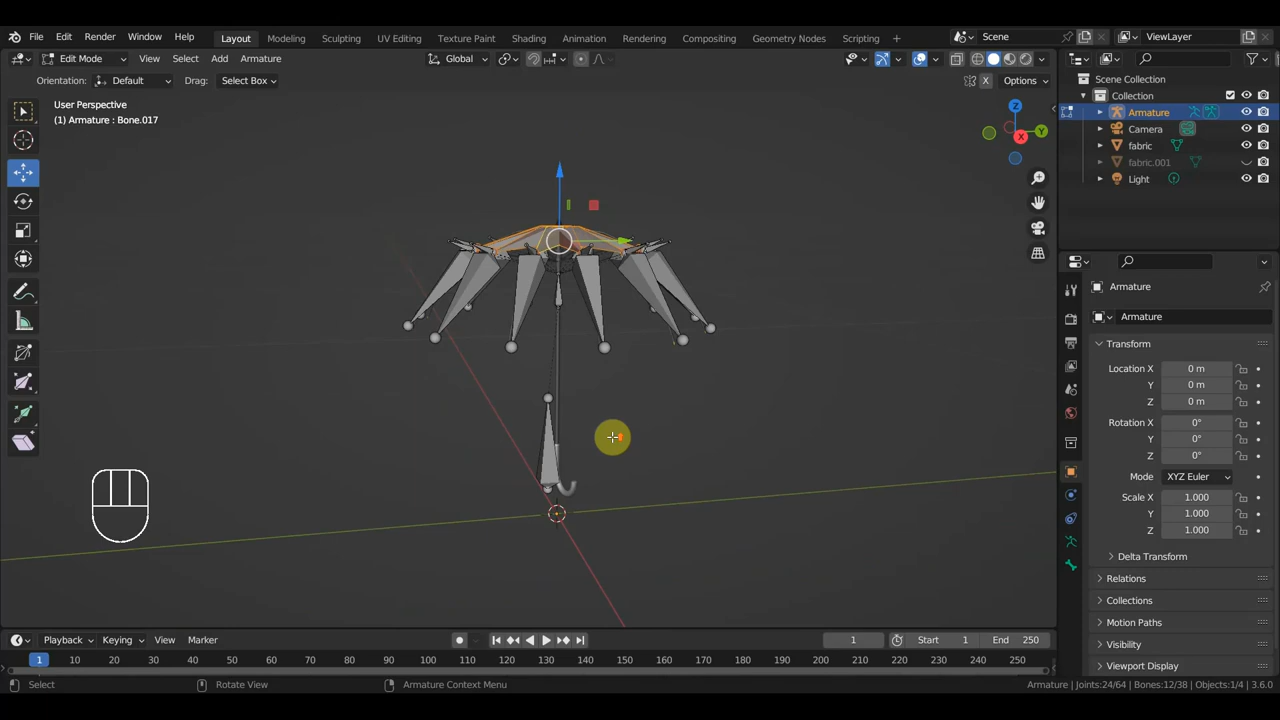 File Edit Render Window Help Layout Modeling Sculpting UV Editing Texture Paint Shading Animation Rendering Compositing Geometry Nodes Scripting + Scene ViewLayer
Edit Mode View Select Add Armature Global
Orientation: Default Drag: Select Box X Options
User Perspective
(1) Armature : Bone.017
Z
Y
X
Scene Collection
Collection
Armature
Camera
fabric
fabric.001
Light
Armature
Armature
Transform
Location X 0 m
Y 0 m
Z 0 m
Rotation X 0°
Y 0°
Z 0°
Mode XYZ Euler
Scale X 1.000
Y 1.000
Z 1.000
Delta Transform
Relations
Collections
Motion Paths
Visibility
Viewport Display
Playback Keying View Marker 1 Start 1 End 250
1 10 20 30 40 50 60 70 80 90 100 110 120 130 140 150 160 170 180 190 200 210 220 230 240 250
Select Rotate View Armature Context Menu Armature | Joints:24/64 | Bones:12/38 | Objects:1/4 | 3.6.0